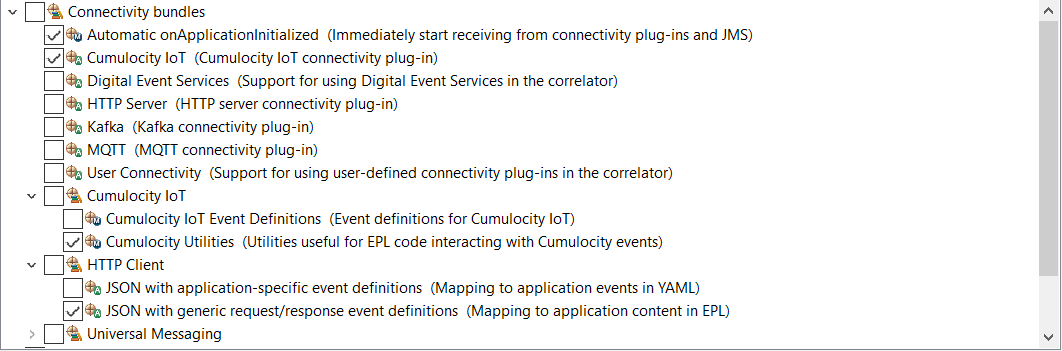 Connectivity bundles
Automatic onApplicationInitialized (Immediately start receiving from connectivity plug-ins and JMS)
Cumulocity IoT (Cumulocity IoT connectivity plug-in)
Digital Event Services (Support for using Digital Event Services in the correlator)
HTTP Server (HTTP server connectivity plug-in)
Kafka (Kafka connectivity plug-in)
MQTT (MQTT connectivity plug-in)
User Connectivity (Support for using user-defined connectivity plug-ins in the correlator)
Cumulocity IoT
Cumulocity IoT Event Definitions (Event definitions for Cumulocity IoT)
Cumulocity Utilities (Utilities useful for EPL code interacting with Cumulocity events)
HTTP Client
JSON with application-specific event definitions (Mapping to application events in YAML)
JSON with generic request/response event definitions (Mapping to application content in EPL)
Universal Messaging